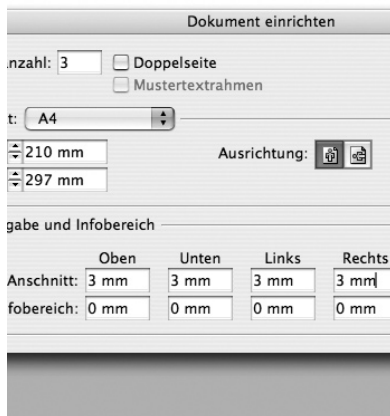 Dokument einrichten
nzahl: 3 Doppelseite
Mustertextrahmen
t: A4
210 mm Ausrichtung:
297 mm
gabe und Infobereich
Oben Unten Links Rechts
Anschnitt: 3 mm 3 mm 3 mm 3 mm
fobereich: 0 mm 0 mm 0 mm 0 mm